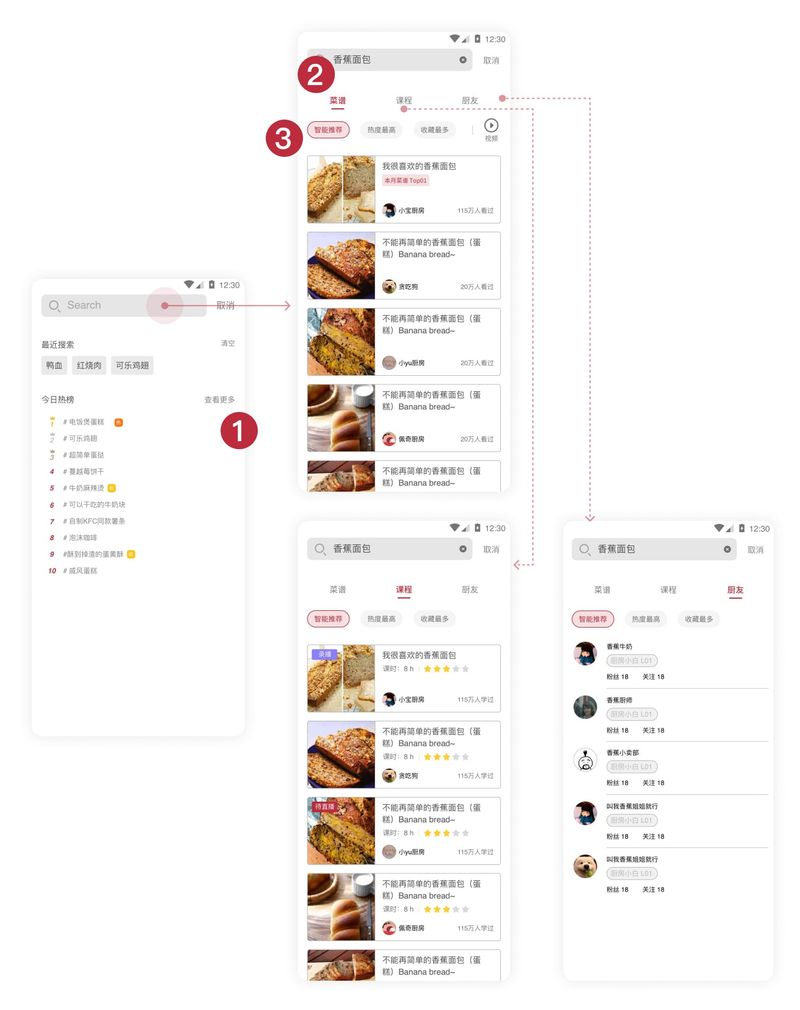 12:30
Search
取消
最近搜索
清空
鸭血 红烧肉 可乐鸡翅
今日热榜
查看更多
1
1 # 电饭煲蛋糕
2 # 可乐鸡翅
3 # 超简单蛋挞
4 # 蔓越莓饼干
5 # 牛奶麻辣烫
6 # 可以干吃的牛奶块
7 # 自制KFC同款薯条
8 # 泡沫咖啡
9 #酥到掉渣的蛋黄酥
10 # 戚风蛋糕
12:30
香蕉面包
取消
2
菜谱 课程 厨友
3
智能推荐 热度最高 收藏最多
视频
我很喜欢的香蕉面包
本月菜谱 Top01
小宝厨房 115万人看过
不能再简单的香蕉面包（蛋
糕）Banana bread~
贪吃狗 20万人看过
不能再简单的香蕉面包（蛋
糕）Banana bread~
小yu厨房 20万人看过
不能再简单的香蕉面包（蛋
糕）Banana bread~
佩奇厨房 20万人看过
不能再简单的香蕉面包（蛋
糕）Banana bread~
12:30
香蕉面包
取消
菜谱 课程 厨友
智能推荐 热度最高 收藏最多
录播
我很喜欢的香蕉面包
课时： 8 h
小宝厨房 115万人学过
不能再简单的香蕉面包（蛋
糕）Banana bread~
课时： 8 h
贪吃狗 115万人学过
待直播
不能再简单的香蕉面包（蛋
糕）Banana bread~
课时： 8 h
小yu厨房 115万人学过
不能再简单的香蕉面包（蛋
糕）Banana bread~
课时： 8 h
佩奇厨房 115万人学过
不能再简单的香蕉面包（蛋
糕）Banana bread~
12:30
香蕉面包
取消
菜谱 课程 朋友
智能推荐 热度最高 收藏最多
香蕉牛奶
厨房小白 L01
粉丝 18 关注 18
香蕉厨师
厨房小白 L01
粉丝 18 关注 18
香蕉小卖部
厨房小白 L01
粉丝 18 关注 18
叫我香蕉姐姐就行
厨房小白 L01
粉丝 18 关注 18
叫我香蕉姐姐就行
厨房小白 L01
粉丝 18 关注 18